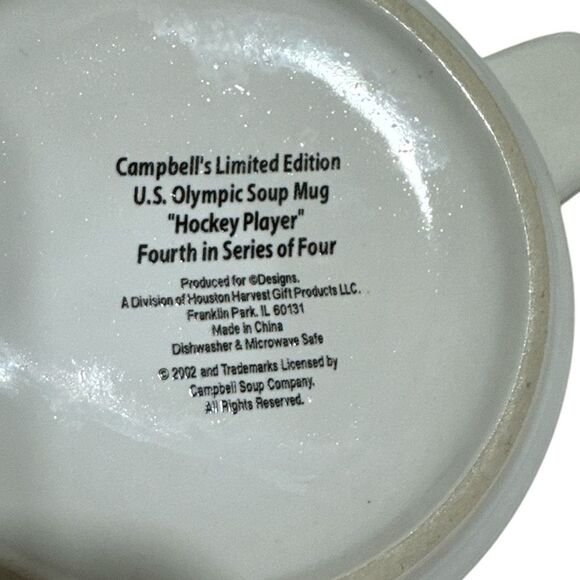 Campbell's Limited Edition
U.S. Olympic Soup Mug
"Hockey Player"
Fourth in Series of Four
Produced for ©Designs.
A Division of Houston Harvest Gift Products LLC.
Franklin Park. IL 60131
Made in China
Dishwasher & Microwave Safe
© 2002 and Trademarks Licensed by
Campbell Soup Company.
All Rights Reserved.